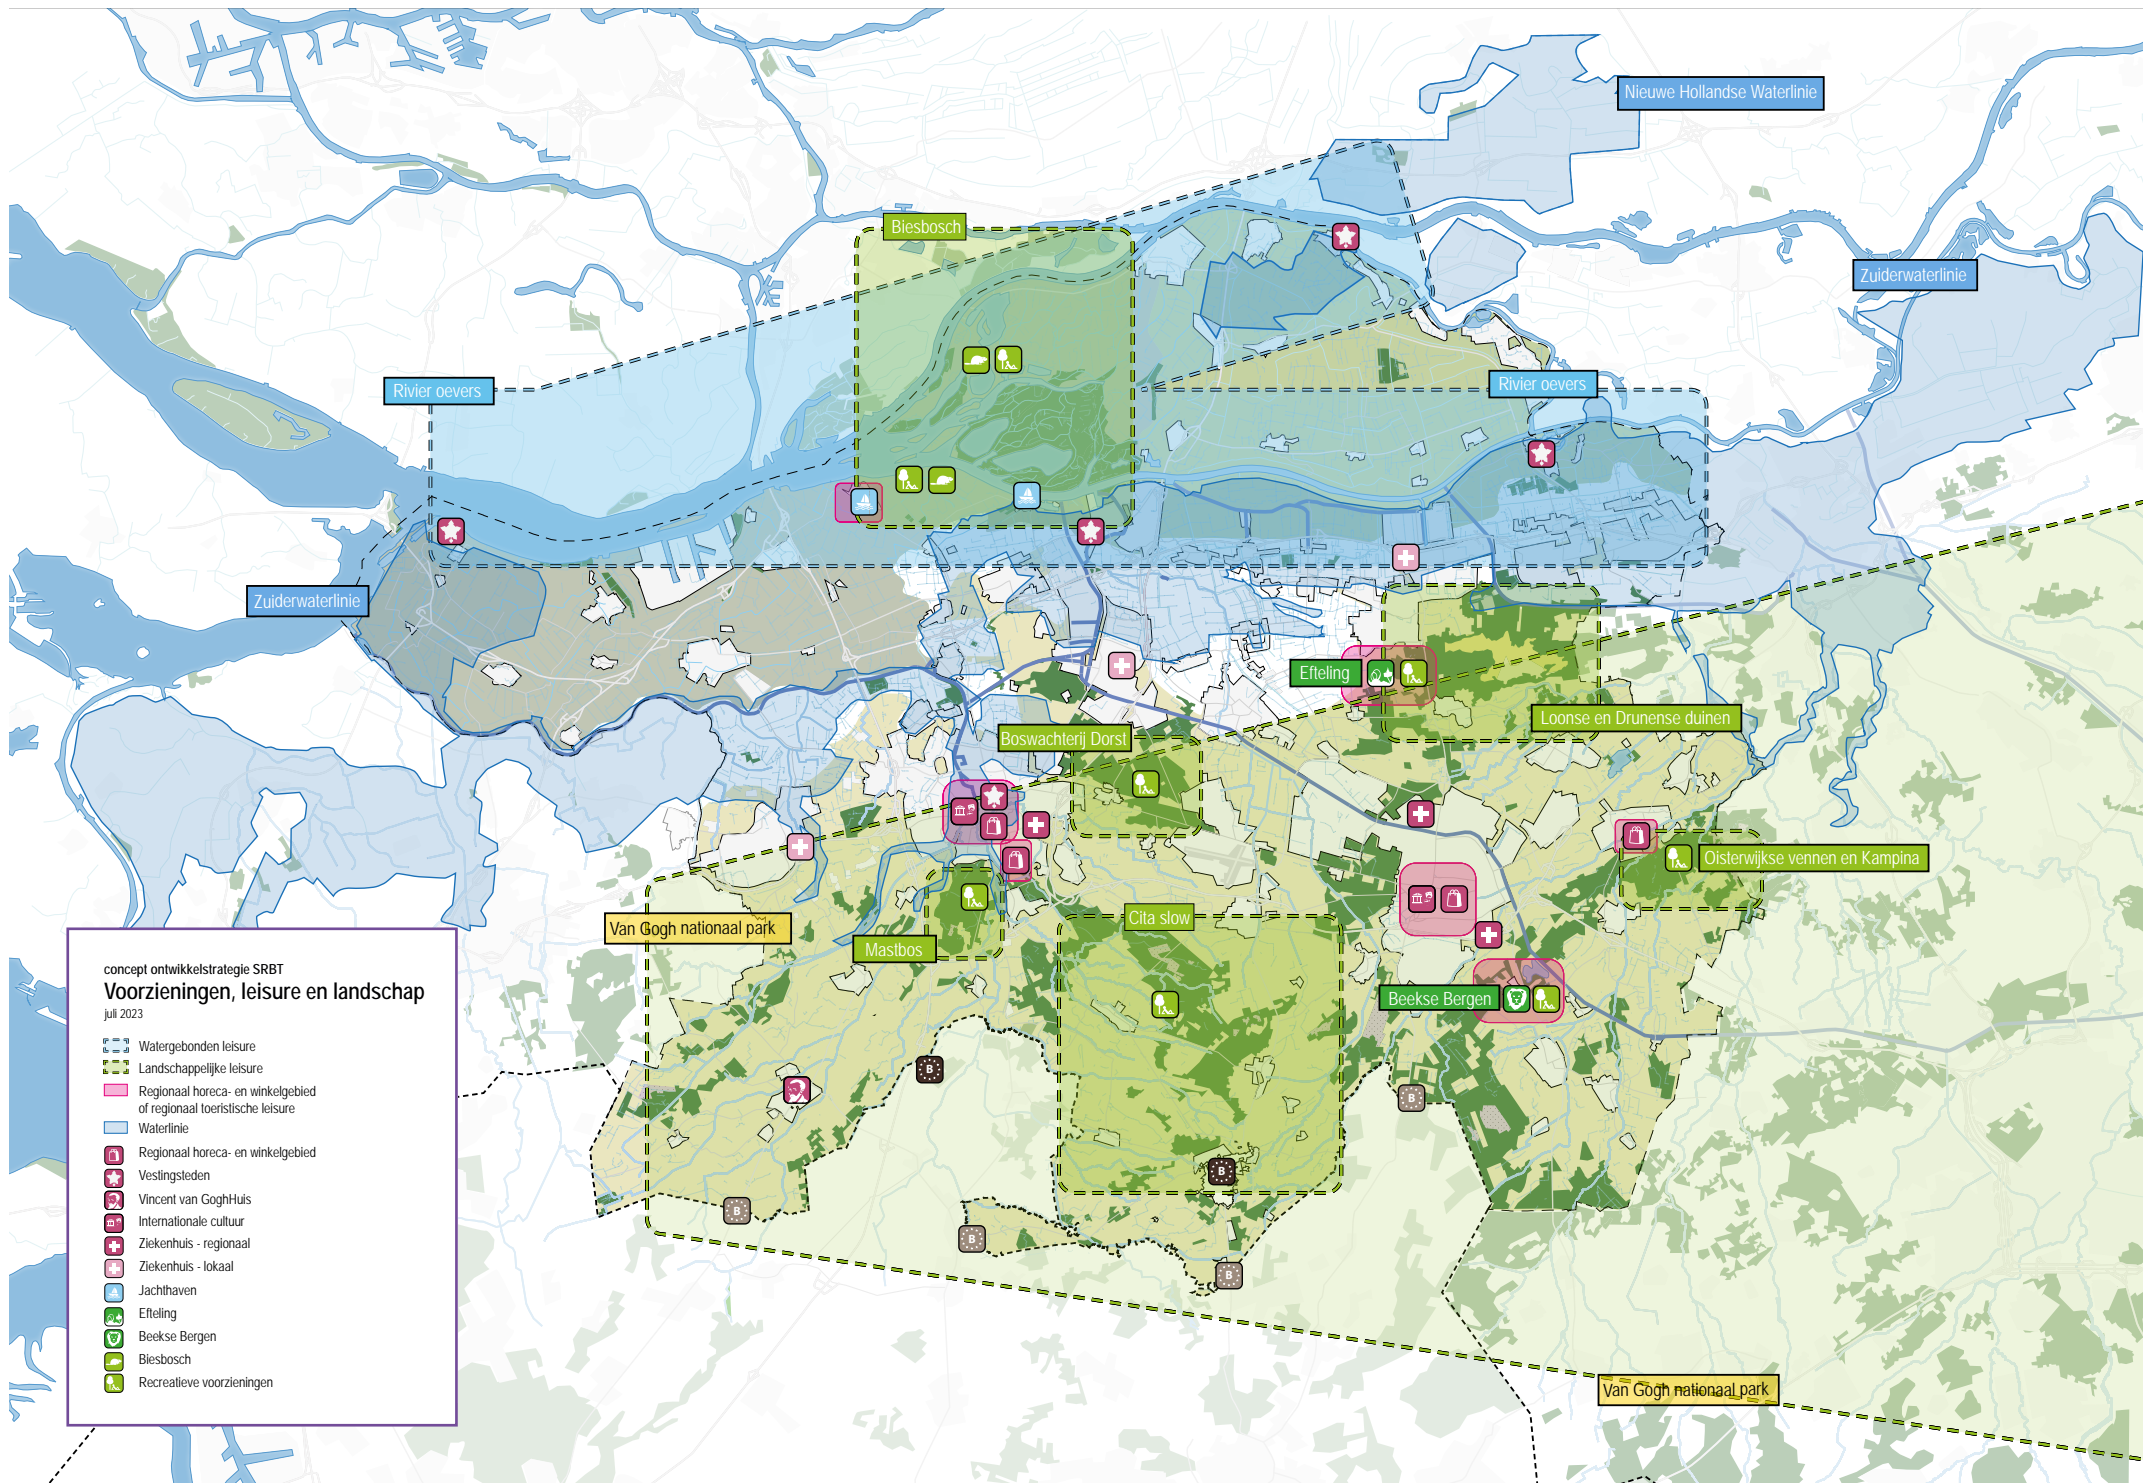 Nieuwe Hollandse Waterlinie
Biesbosch
Zuiderwaterlinie
Rivier oevers
Rivier oevers
Zuiderwaterlinie
Efteling
Loonse en Drunense duinen
Boswachterij Dorst
Oisterwijkse vennen en Kampina
Van Gogh nationaal park
Cita slow
Mastbos
Beekse Bergen
B
B
B
B
B
B
Van Gogh nationaal park
concept ontwikkelstrategie SRBT
Voorzieningen, leisure en landschap
juli 2023
Watergebonden leisure
Landschappelijke leisure
Regionaal horeca- en winkelgebied
of regionaal toeristische leisure
Waterlinie
Regionaal horeca- en winkelgebied
Vestingsteden
Vincent van GoghHuis
Internationale cultuur
Ziekenhuis - regionaal
Ziekenhuis - lokaal
Jachthaven
Efteling
Beekse Bergen
Biesbosch
Recreatieve voorzieningen